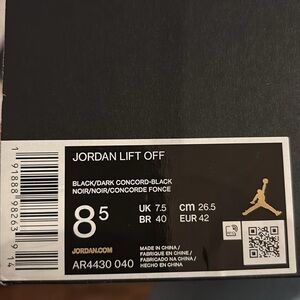 JORDAN LIFT OFF
BLACK/DARK CONCORD-BLACK
NOIR/NOIR/CONCORDE FONCE
8.5
UK 7.5 cm 26.5
BR 40 EUR 42
JORDAN.COM
AR4430 040
MADE IN CHINA /
FABRIQUE EN CHINE /
FABRICADO NA CHINA /
HECHO EN CHINA